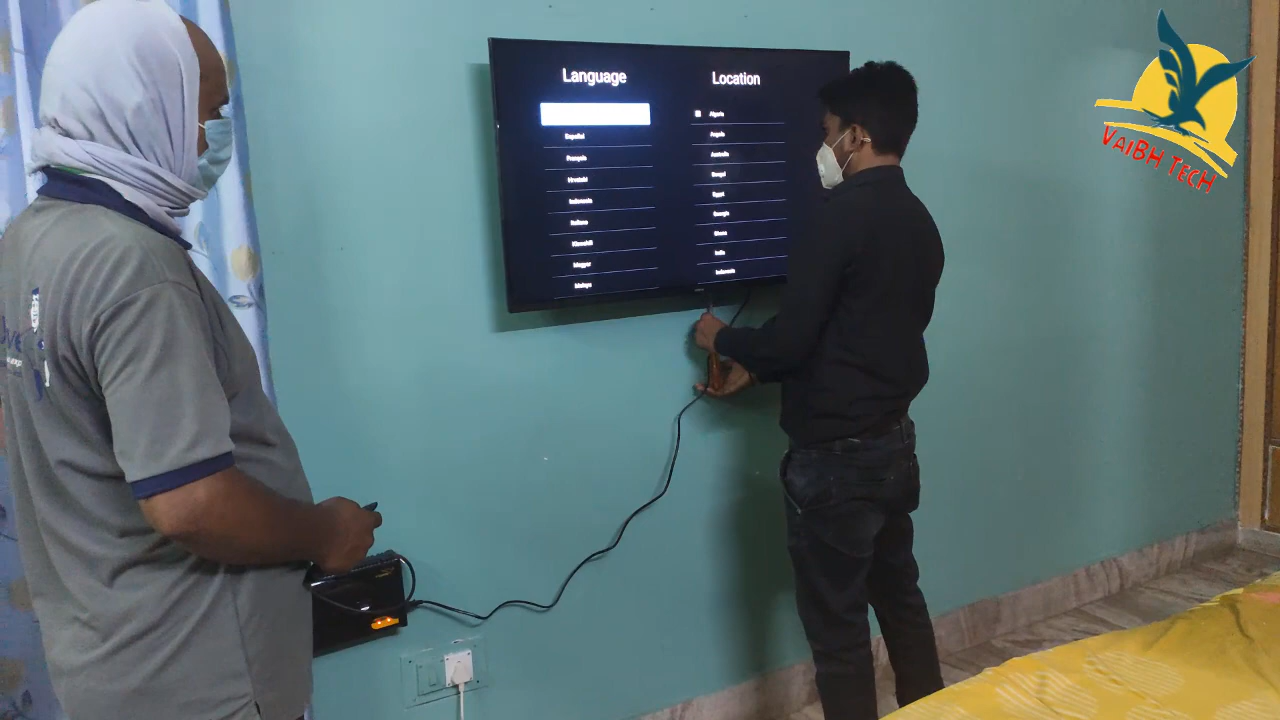 Language
Español
Français
Hrvatski
Indonesia
Italiano
Kiswahili
Magyar
Melayu
Location
Algeria
Angola
Australia
Bengal
Egypt
Georgia
Ghana
India
Indonesia
VAIBH TECH